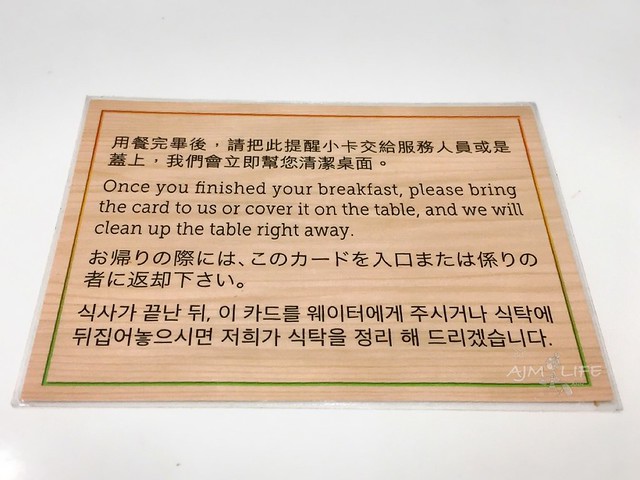 用餐完畢後，請把此提醒小卡交給服務人員或是
蓋上，我們會立即幫您清潔桌面。
Once you finished your breakfast, please bring
the card to us or cover it on the table, and we will
clean up the table right away.
お帰りの際には、このカードを入口または係りの
者に返却下さい。
식사가 끝난 뒤, 이 카드를 웨이터에게 주시거나 식탁에
뒤집어놓으시면 저희가 식탁을 정리 해 드리겠습니다.
AJM LIFE